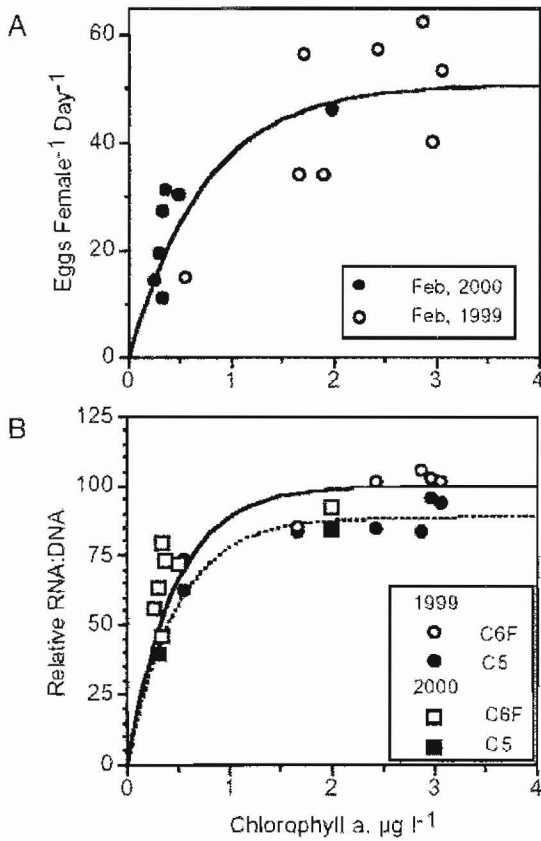 A
60
40
20
0
Eggs Female⁻¹ Day⁻¹
Feb, 2000
Feb, 1999
0 1 2 3 4
B
125
100
75
50
25
0
Relative RNA:DNA
1999
C6F
C5
2000
C6F
C5
0 1 2 3 4
Chlorophyll a, µg l⁻¹